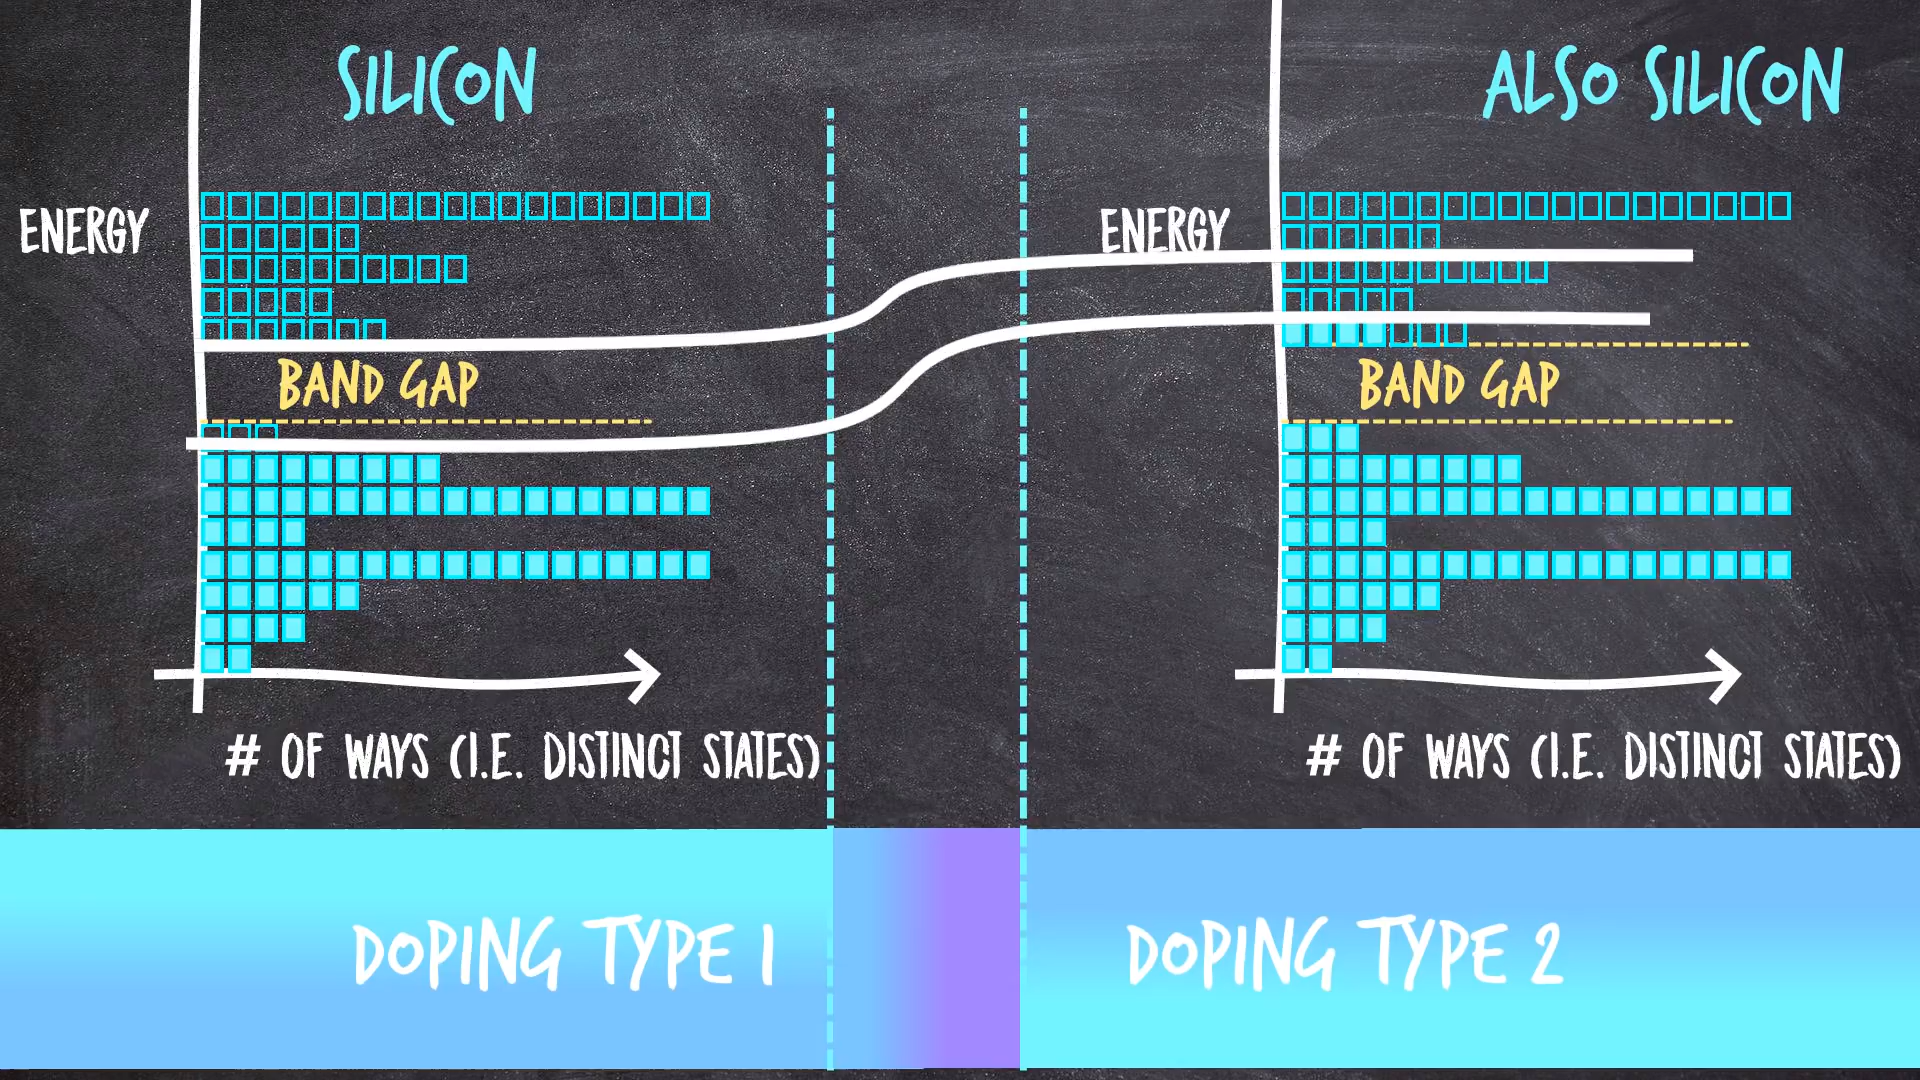 SILICON
ALSO SILICON
ENERGY
ENERGY
BAND GAP
BAND GAP
# OF WAYS (I.E. DISTINCT STATES)
# OF WAYS (I.E. DISTINCT STATES)
DOPING TYPE 1
DOPING TYPE 2